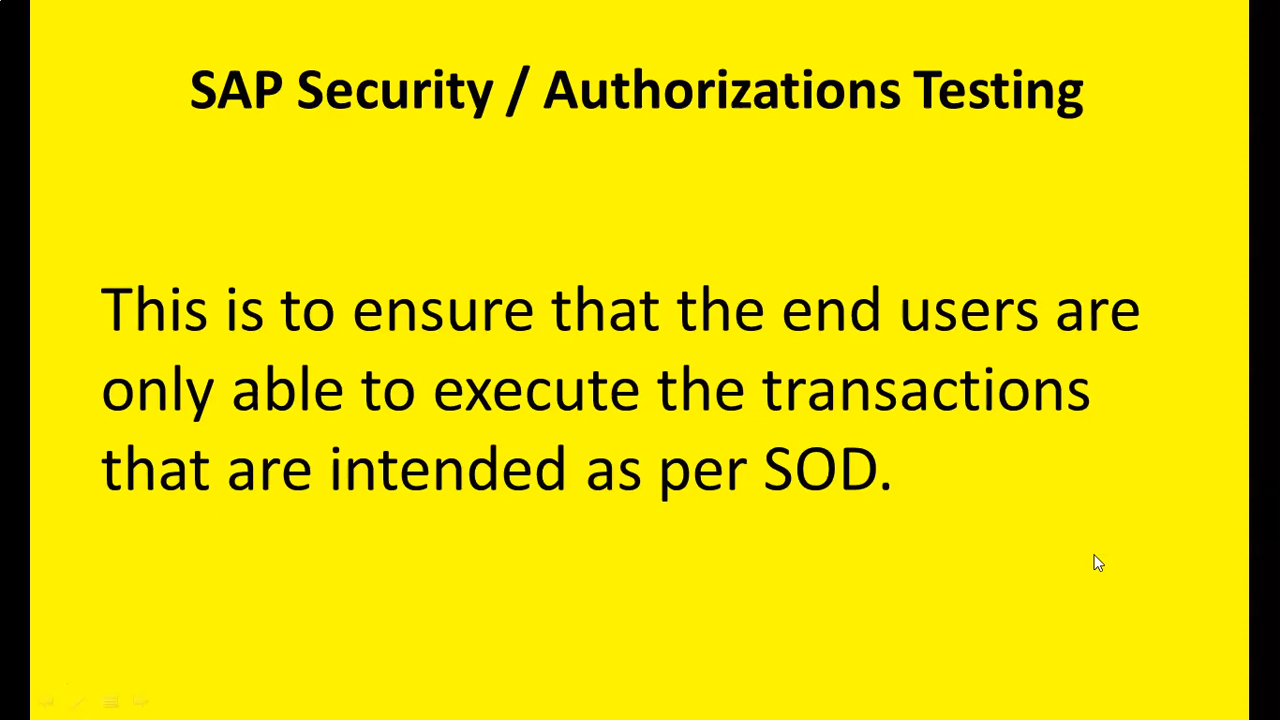 SAP Security / Authorizations Testing
This is to ensure that the end users are
only able to execute the transactions
that are intended as per SOD.